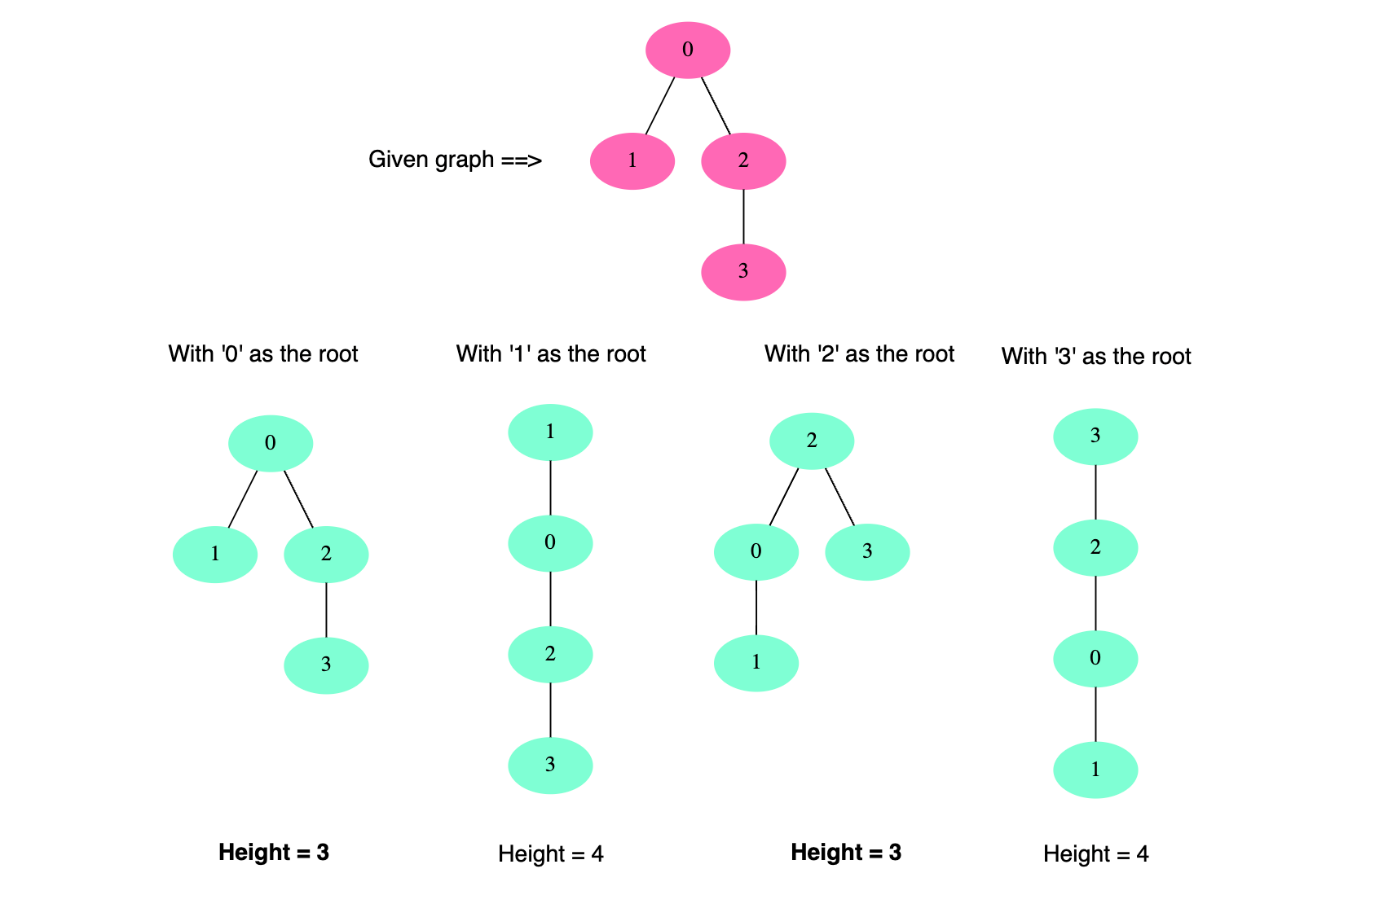 0
Given graph ==>
1
2
3
With '0' as the root
With '1' as the root
With '2' as the root
With '3' as the root
0
1
2
3
1
0
2
3
2
0
3
1
3
2
0
1
Height = 3
Height = 4
Height = 3
Height = 4